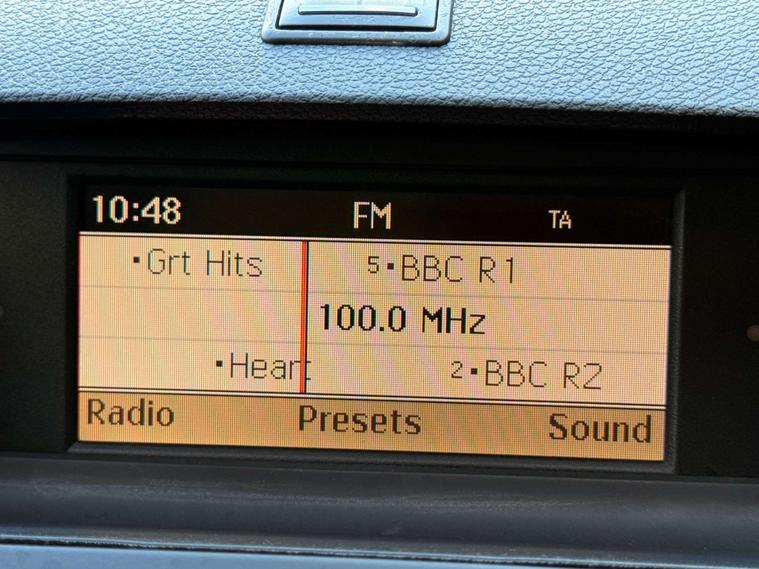 10:48 FM TA
•Grt Hits 5•BBC R1
100.0 MHz
•Heart 2•BBC R2
Radio Presets Sound